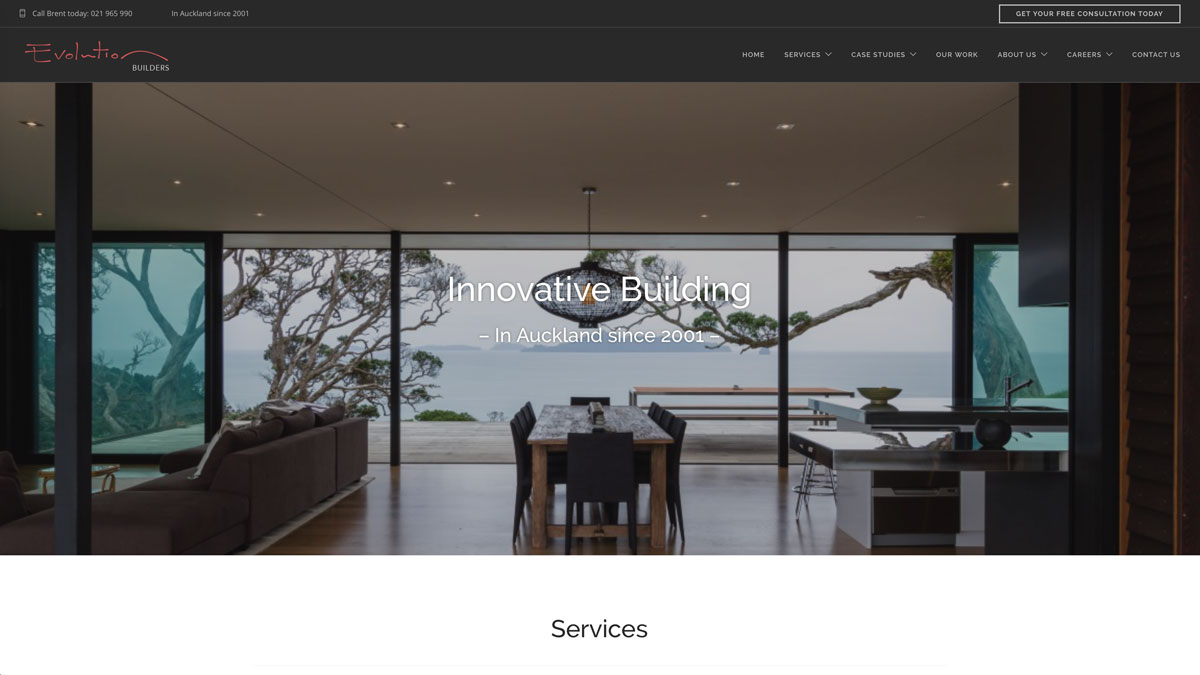 Call Brent today: 021 965 990
In Auckland since 2001
GET YOUR FREE CONSULTATION TODAY
Evolution
BUILDERS
HOME
SERVICES
CASE STUDIES
OUR WORK
ABOUT US
CAREERS
CONTACT US
Innovative Building
– In Auckland since 2001 –
Services